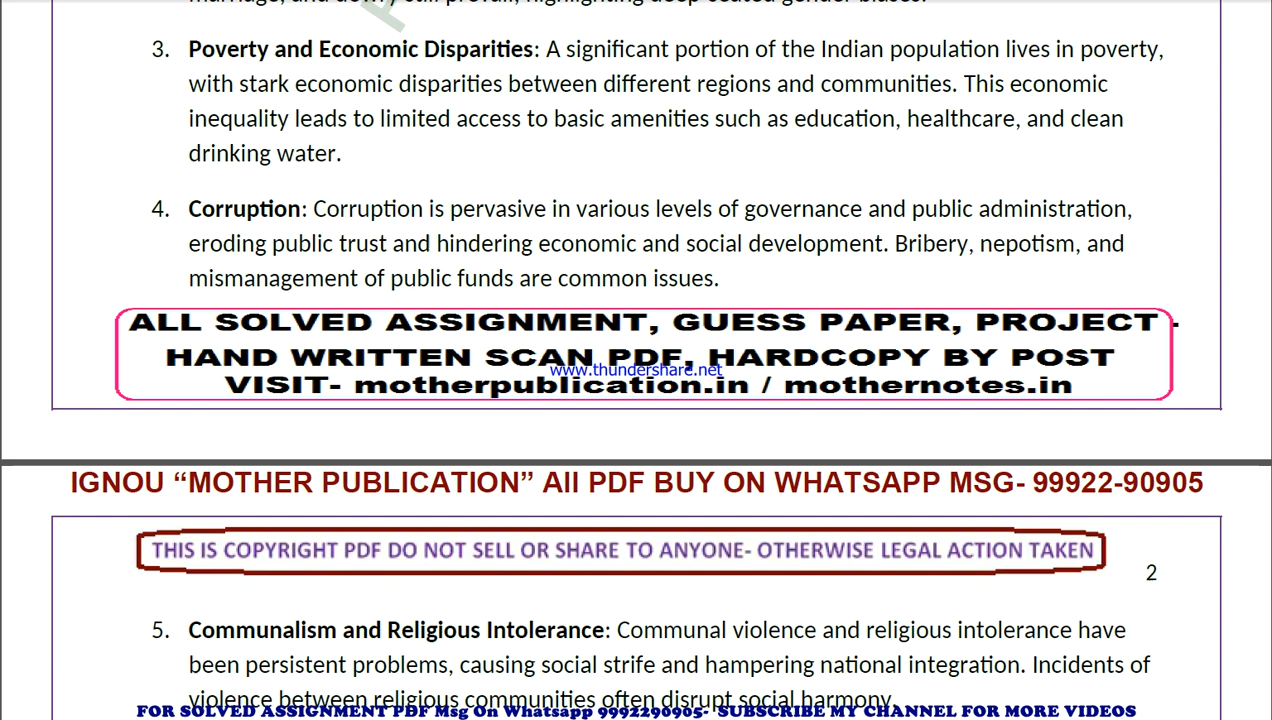 3. Poverty and Economic Disparities: A significant portion of the Indian population lives in poverty,
with stark economic disparities between different regions and communities. This economic
inequality leads to limited access to basic amenities such as education, healthcare, and clean
drinking water.
4. Corruption: Corruption is pervasive in various levels of governance and public administration,
eroding public trust and hindering economic and social development. Bribery, nepotism, and
mismanagement of public funds are common issues.
ALL SOLVED ASSIGNMENT, GUESS PAPER, PROJECT -
HAND WRITTEN SCAN PDF, HARDCOPY BY POST
www.thundershare.net
VISIT- motherpublication.in / mothernotes.in
IGNOU “MOTHER PUBLICATION” All PDF BUY ON WHATSAPP MSG- 99922-90905
THIS IS COPYRIGHT PDF DO NOT SELL OR SHARE TO ANYONE- OTHERWISE LEGAL ACTION TAKEN
2
5. Communalism and Religious Intolerance: Communal violence and religious intolerance have
been persistent problems, causing social strife and hampering national integration. Incidents of
violence between religious communities often disrupt social harmony.
FOR SOLVED ASSIGNMENT PDF Msg On Whatsapp 9992290905- SUBSCRIBE MY CHANNEL FOR MORE VIDEOS